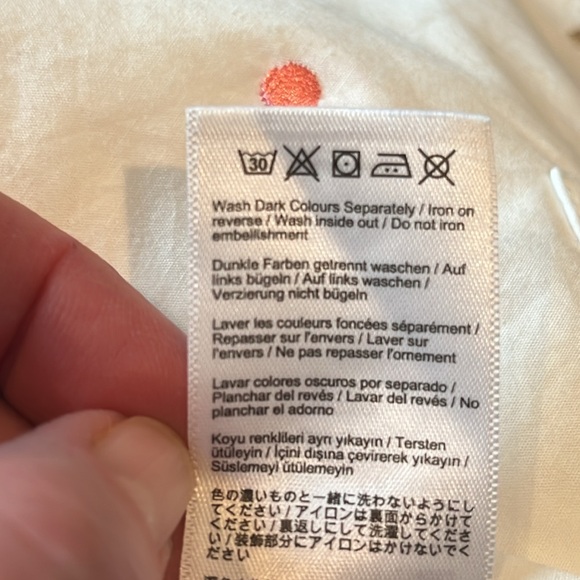 30
Wash Dark Colours Separately / Iron on
reverse / Wash inside out / Do not iron
embellishment
Dunkle Farben getrennt waschen / Auf
links bügeln / Auf links waschen /
Verzierung nicht bügeln
Laver les couleurs foncées séparément /
Repasser sur l'envers / Laver sur
l'envers / Ne pas repasser l'ornement
Lavar colores oscuros por separado /
Planchar del revés / Lavar del revés / No
planchar el adorno
Koyu renklileri ayrı yıkayın / Tersten
ütüleyin / İçini dışına çevirerek yıkayın /
Süslemeyi ütülemeyin
色の濃いものと一緒に洗わないようにし
てください / アイロンは裏面からかけて
ください / 裏返しにして洗濯してくださ
い / 装飾部分にアイロンはかけないでく
ださい